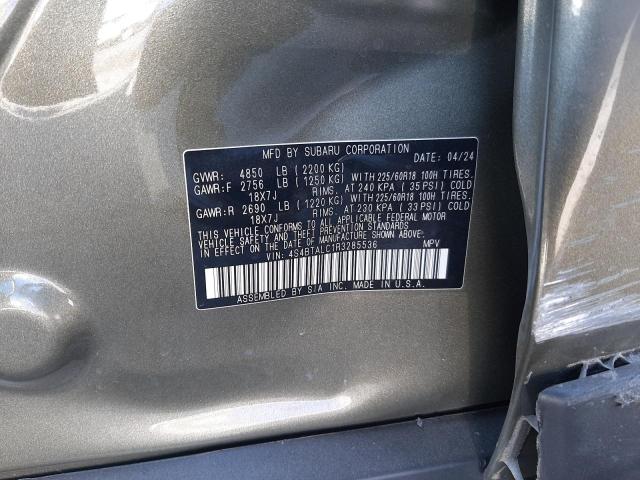 MFD BY SUBARU CORPORATION
GVWR: 4850 LB (2200 KG) DATE: 04/24
GAWR:F 2756 LB (1250 KG) WITH 225/60R18 100H TIRES.
18X7J RIMS. AT 240 KPA (35 PSI) COLD
GAWR:R 2690 LB (1220 KG) WITH 225/60R18 100H TIRES.
18X7J RIMS. AT 230 KPA (33 PSI) COLD
THIS VEHICLE CONFORMS TO ALL APPLICABLE FEDERAL MOTOR
VEHICLE SAFETY AND THEFT PREVENTION STANDARDS
IN EFFECT ON THE DATE OF MANUFACTURE SHOWN ABOVE.
VIN: 4S4BTALC1R3285536 MPV
ASSEMBLED BY SIA INC. MADE IN U.S.A.